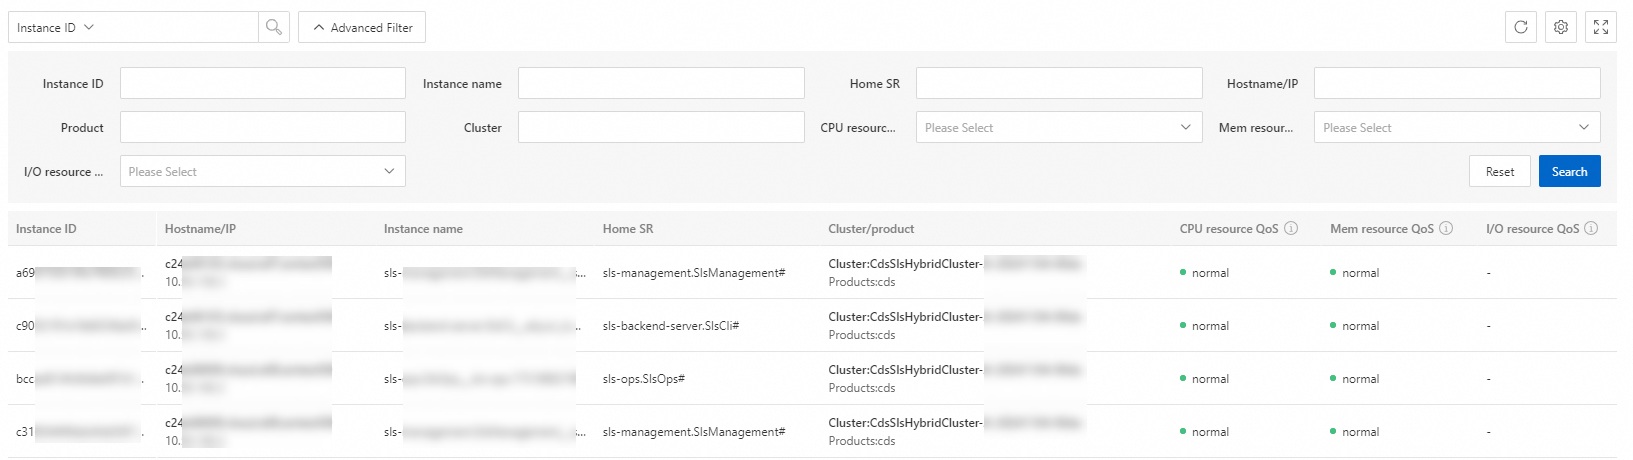 Instance ID
Advanced Filter
Instance ID
Instance name
Home SR
Hostname/IP
Product
Cluster
CPU resourc... Please Select
Mem resour... Please Select
I/O resource ... Please Select
Reset
Search
Instance ID Hostname/IP Instance name Home SR Cluster/product CPU resource QoS Mem resource QoS I/O resource QoS
a69 . c24 sls- s... sls-management.SlsManagement# Cluster:CdsSlsHybridCluster- normal normal -
10. Products:cds
c90 .. c24 sls- .. sls-backend-server.SlsCli# Cluster:CdsSlsHybridCluster- normal normal -
10. Products:cds
bcc . c24 sls- sls-ops.SlsOps# Cluster:CdsSlsHybridCluster- normal normal -
10. Products:cds
c31 . c24 sls- s... sls-management.SlsManagement# Cluster:CdsSlsHybridCluster- normal normal -
10. Products:cds